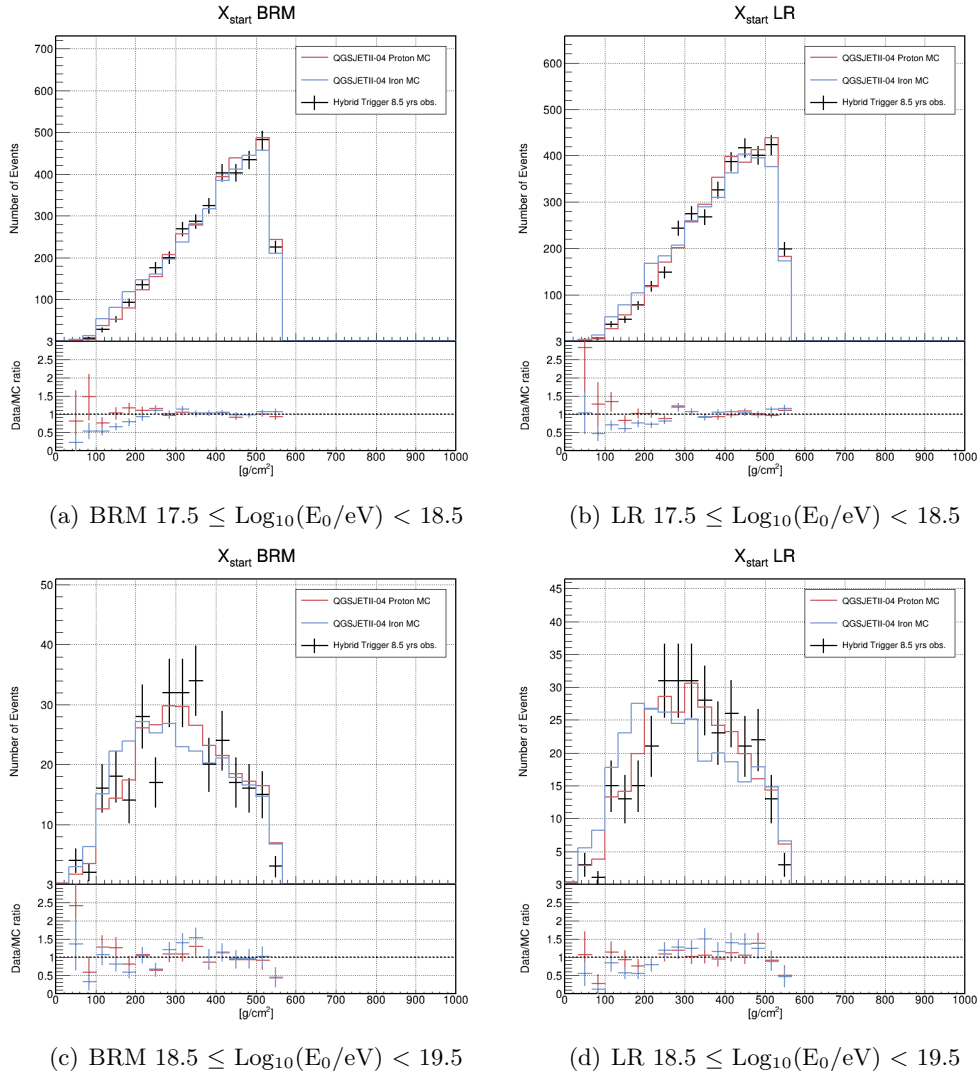 X_start BRM
700
600
500
400
300
200
100
Number of Events
QGSJETII-04 Proton MC
QGSJETII-04 Iron MC
Hybrid Trigger 8.5 yrs obs.
3
2.5
2
1.5
1
0.5
0
Data/MC ratio
0 100 200 300 400 500 600 700 800 900 1000
[g/cm²]
(a) BRM 17.5 ≤ Log₁₀(E₀/eV) < 18.5
X_start LR
600
500
400
300
200
100
Number of Events
QGSJETII-04 Proton MC
QGSJETII-04 Iron MC
Hybrid Trigger 8.5 yrs obs.
3
2.5
2
1.5
1
0.5
0
Data/MC ratio
0 100 200 300 400 500 600 700 800 900 1000
[g/cm²]
(b) LR 17.5 ≤ Log₁₀(E₀/eV) < 18.5
X_start BRM
50
40
30
20
10
Number of Events
QGSJETII-04 Proton MC
QGSJETII-04 Iron MC
Hybrid Trigger 8.5 yrs obs.
3
2.5
2
1.5
1
0.5
0
Data/MC ratio
0 100 200 300 400 500 600 700 800 900 1000
[g/cm²]
(c) BRM 18.5 ≤ Log₁₀(E₀/eV) < 19.5
X_start LR
45
40
35
30
25
20
15
10
5
Number of Events
QGSJETII-04 Proton MC
QGSJETII-04 Iron MC
Hybrid Trigger 8.5 yrs obs.
3
2.5
2
1.5
1
0.5
0
Data/MC ratio
0 100 200 300 400 500 600 700 800 900 1000
[g/cm²]
(d) LR 18.5 ≤ Log₁₀(E₀/eV) < 19.5